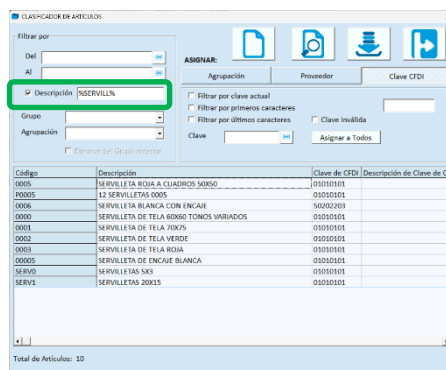 CLASIFICADOR DE ARTÍCULOS
Filtrar por
Del
Al
Descripción %SERVILL%
Grupo
Agrupación
Eliminar del Grupo anterior
ASIGNAR:
Agrupación Proveedor Clave CFDI
Filtrar por clave actual
Filtrar por primeros caracteres
Filtrar por últimos caracteres Clave inválida
Clave Asignar a Todos
Código Descripción Clave de CFDI Descripción de Clave de C
0005 SERVILLETA ROJA A CUADROS 50X50 01010101
P0005 12 SERVILLETAS 0005 01010101
0006 SERVILLETA BLANCA CON ENCAJE 50202203
0000 SERVILLETA DE TELA 60X60 TONOS VARIADOS 01010101
0001 SERVILLETA DE TELA 70X75 01010101
0002 SERVILLETA DE TELA VERDE 01010101
0003 SERVILLETA DE TELA ROJA 01010101
00005 SERVILLETA DE ENCAJE BLANCA 01010101
SERV0 SERVILLETAS 5X3 01010101
SERV1 SERVILLETAS 20X15 01010101
Total de Artículos: 10